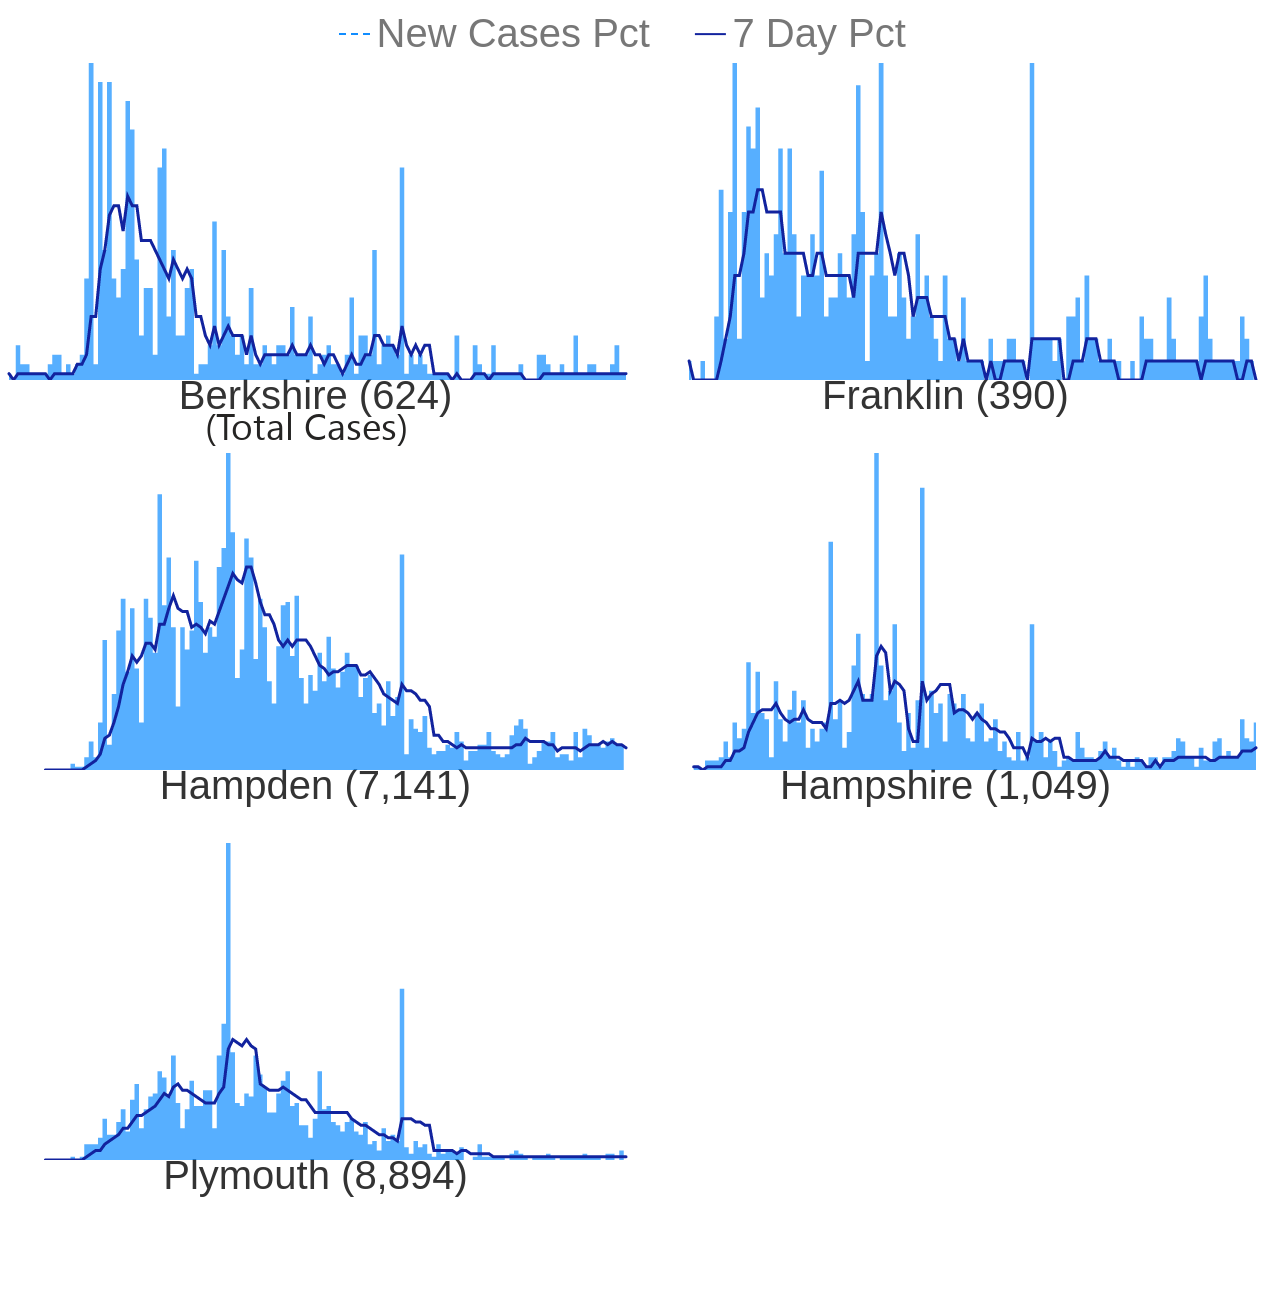 New Cases Pct 7 Day Pct
Berkshire (624)
(Total Cases)
Franklin (390)
Hampden (7,141)
Hampshire (1,049)
Plymouth (8,894)